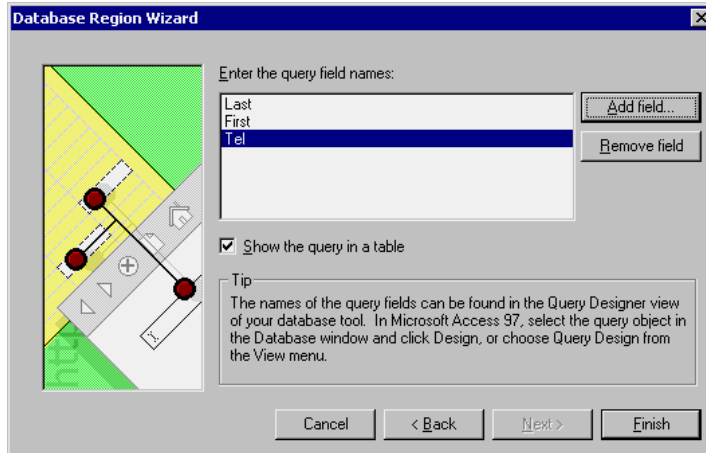 Database Region Wizard
Enter the query field names:
Last
First
Tel
Add field...
Remove field
Show the query in a table
Tip
The names of the query fields can be found in the Query Designer view
of your database tool. In Microsoft Access 97, select the query object in
the Database window and click Design, or choose Query Design from
the View menu.
Cancel
< Back
Next >
Finish
http